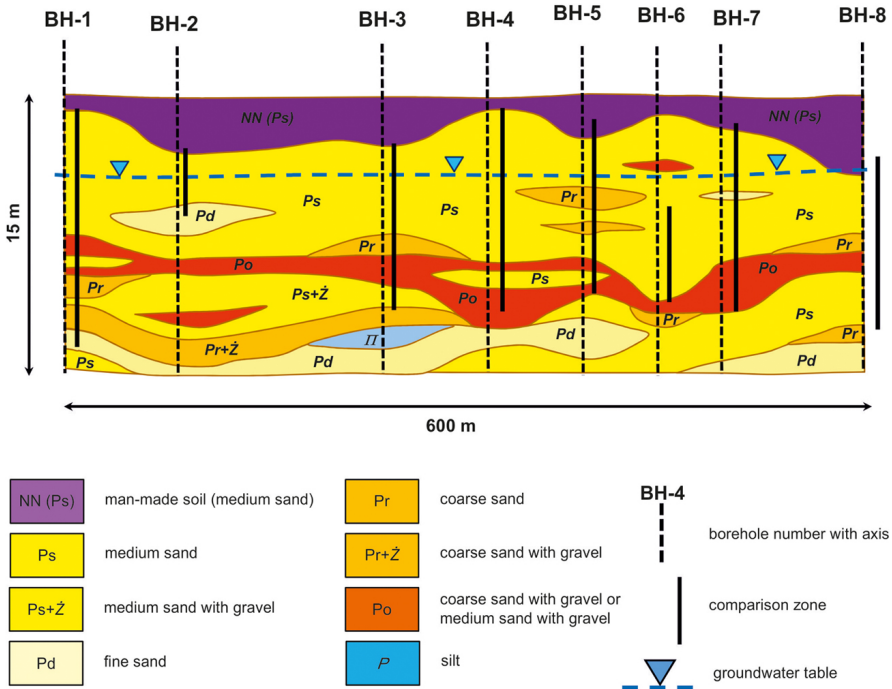 BH-1 BH-2 BH-3 BH-4 BH-5 BH-6 BH-7 BH-8
NN (Ps) NN (Ps)
15 m
Ps Ps Pr Ps
Pd
Pr Pr
Po Ps Po
Pr Ps+Ż Po
Pr Ps
Π Pd Pr
Ps Pr+Ż Pd Pd
600 m
NN (Ps) man-made soil (medium sand)
Ps medium sand
Ps+Ż medium sand with gravel
Pd fine sand
Pr coarse sand
Pr+Ż coarse sand with gravel
Po coarse sand with gravel or
medium sand with gravel
P silt
BH-4
borehole number with axis
comparison zone
groundwater table